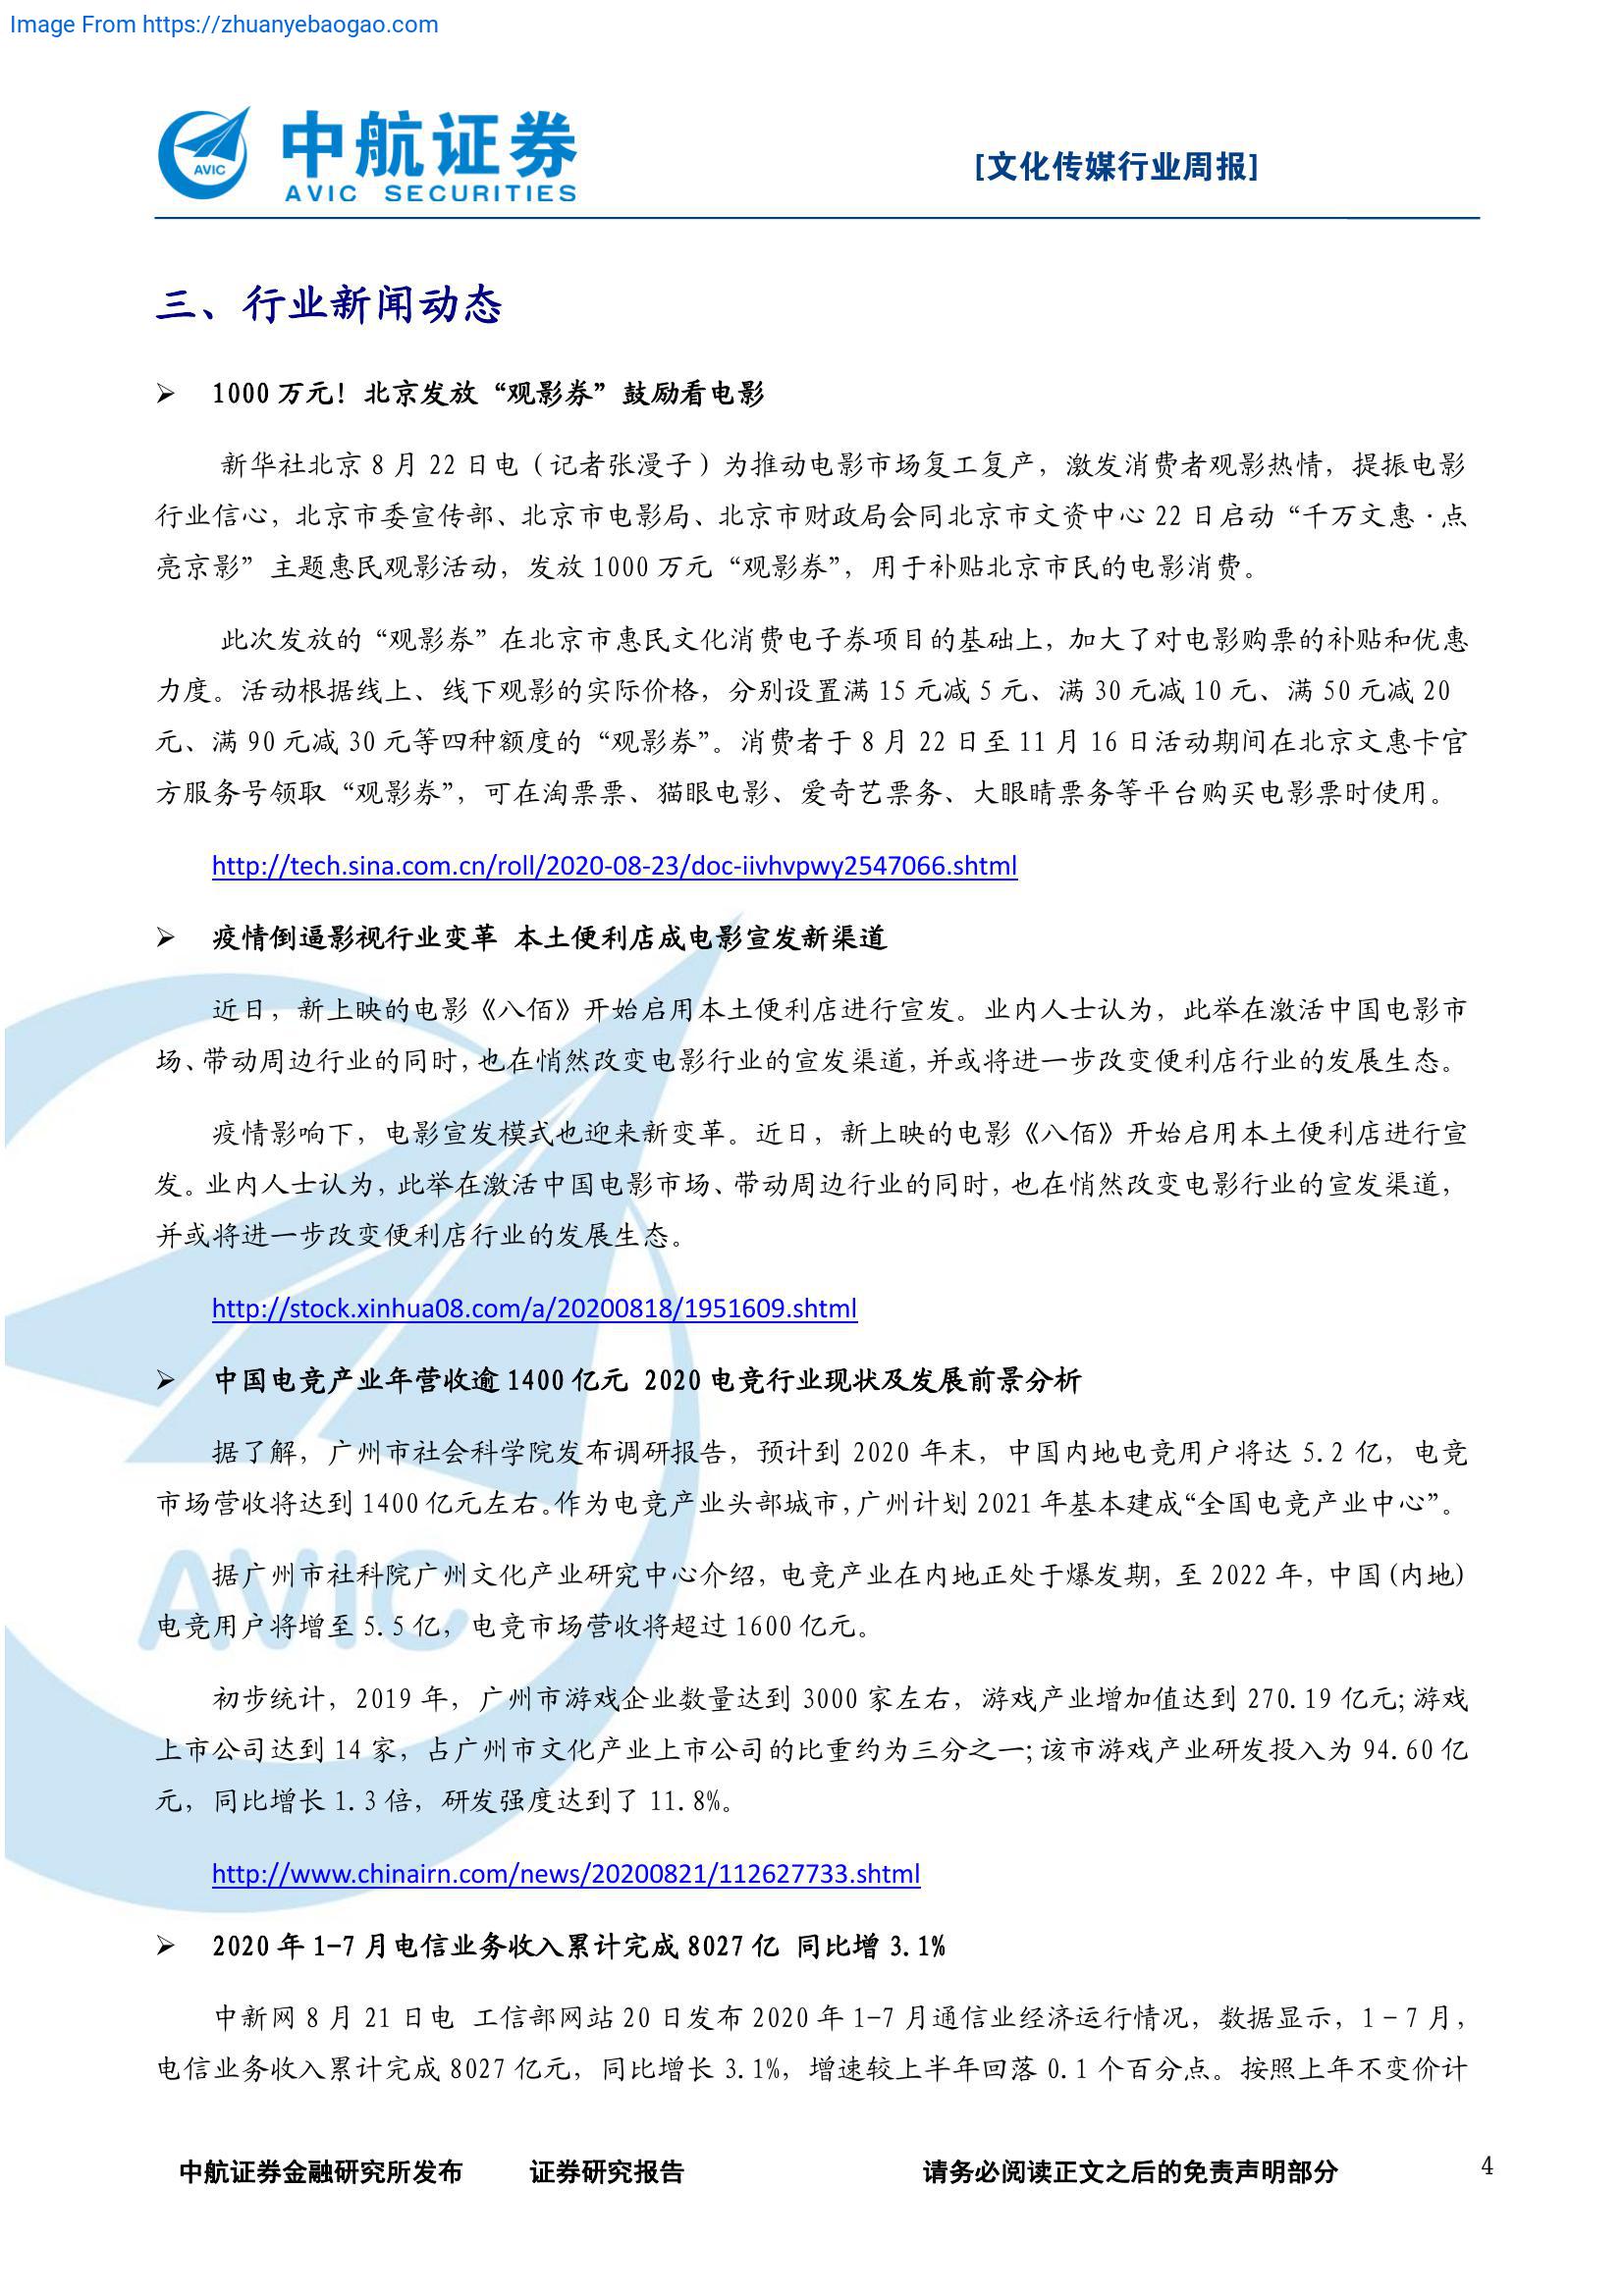 Image From https://zhuanyebaogao.com
中航证券
AVIC SECURITIES
AVIC
[文化传媒行业周报]
三、行业新闻动态
➢ 1000 万元！北京发放“观影券”鼓励看电影
新华社北京 8 月 22 日电（记者张漫子）为推动电影市场复工复产，激发消费者观影热情，提振电影
行业信心，北京市委宣传部、北京市电影局、北京市财政局会同北京市文资中心 22 日启动“千万文惠·点
亮京影”主题惠民观影活动，发放 1000 万元“观影券”，用于补贴北京市民的电影消费。
此次发放的“观影券”在北京市惠民文化消费电子券项目的基础上，加大了对电影购票的补贴和优惠
力度。活动根据线上、线下观影的实际价格，分别设置满 15 元减 5 元、满 30 元减 10 元、满 50 元减 20
元、满 90 元减 30 元等四种额度的“观影券”。消费者于 8 月 22 日至 11 月 16 日活动期间在北京文惠卡官
方服务号领取“观影券”，可在淘票票、猫眼电影、爱奇艺票务、大眼睛票务等平台购买电影票时使用。
http://tech.sina.com.cn/roll/2020-08-23/doc-iivhvpwy2547066.shtml
➢ 疫情倒逼影视行业变革 本土便利店成电影宣发新渠道
近日，新上映的电影《八佰》开始启用本土便利店进行宣发。业内人士认为，此举在激活中国电影市
场、带动周边行业的同时，也在悄然改变电影行业的宣发渠道，并或将进一步改变便利店行业的发展生态。
疫情影响下，电影宣发模式也迎来新变革。近日，新上映的电影《八佰》开始启用本土便利店进行宣
发。业内人士认为，此举在激活中国电影市场、带动周边行业的同时，也在悄然改变电影行业的宣发渠道，
并或将进一步改变便利店行业的发展生态。
http://stock.xinhua08.com/a/20200818/1951609.shtml
➢ 中国电竞产业年营收逾 1400 亿元 2020 电竞行业现状及发展前景分析
据了解，广州市社会科学院发布调研报告，预计到 2020 年末，中国内地电竞用户将达 5.2 亿，电竞
市场营收将达到 1400 亿元左右。作为电竞产业头部城市，广州计划 2021 年基本建成“全国电竞产业中心”。
据广州市社科院广州文化产业研究中心介绍，电竞产业在内地正处于爆发期，至 2022 年，中国(内地)
电竞用户将增至 5.5 亿，电竞市场营收将超过 1600 亿元。
初步统计，2019 年，广州市游戏企业数量达到 3000 家左右，游戏产业增加值达到 270.19 亿元;游戏
上市公司达到 14 家，占广州市文化产业上市公司的比重约为三分之一;该市游戏产业研发投入为 94.60 亿
元，同比增长 1.3 倍，研发强度达到了 11.8%。
AVIC
http://www.chinairn.com/news/20200821/112627733.shtml
➢ 2020 年 1-7 月电信业务收入累计完成 8027 亿 同比增 3.1%
中新网 8 月 21 日电 工信部网站 20 日发布 2020 年 1-7 月通信业经济运行情况，数据显示，1－7 月，
电信业务收入累计完成 8027 亿元，同比增长 3.1%，增速较上半年回落 0.1 个百分点。按照上年不变价计
中航证券金融研究所发布 证券研究报告 请务必阅读正文之后的免责声明部分 4